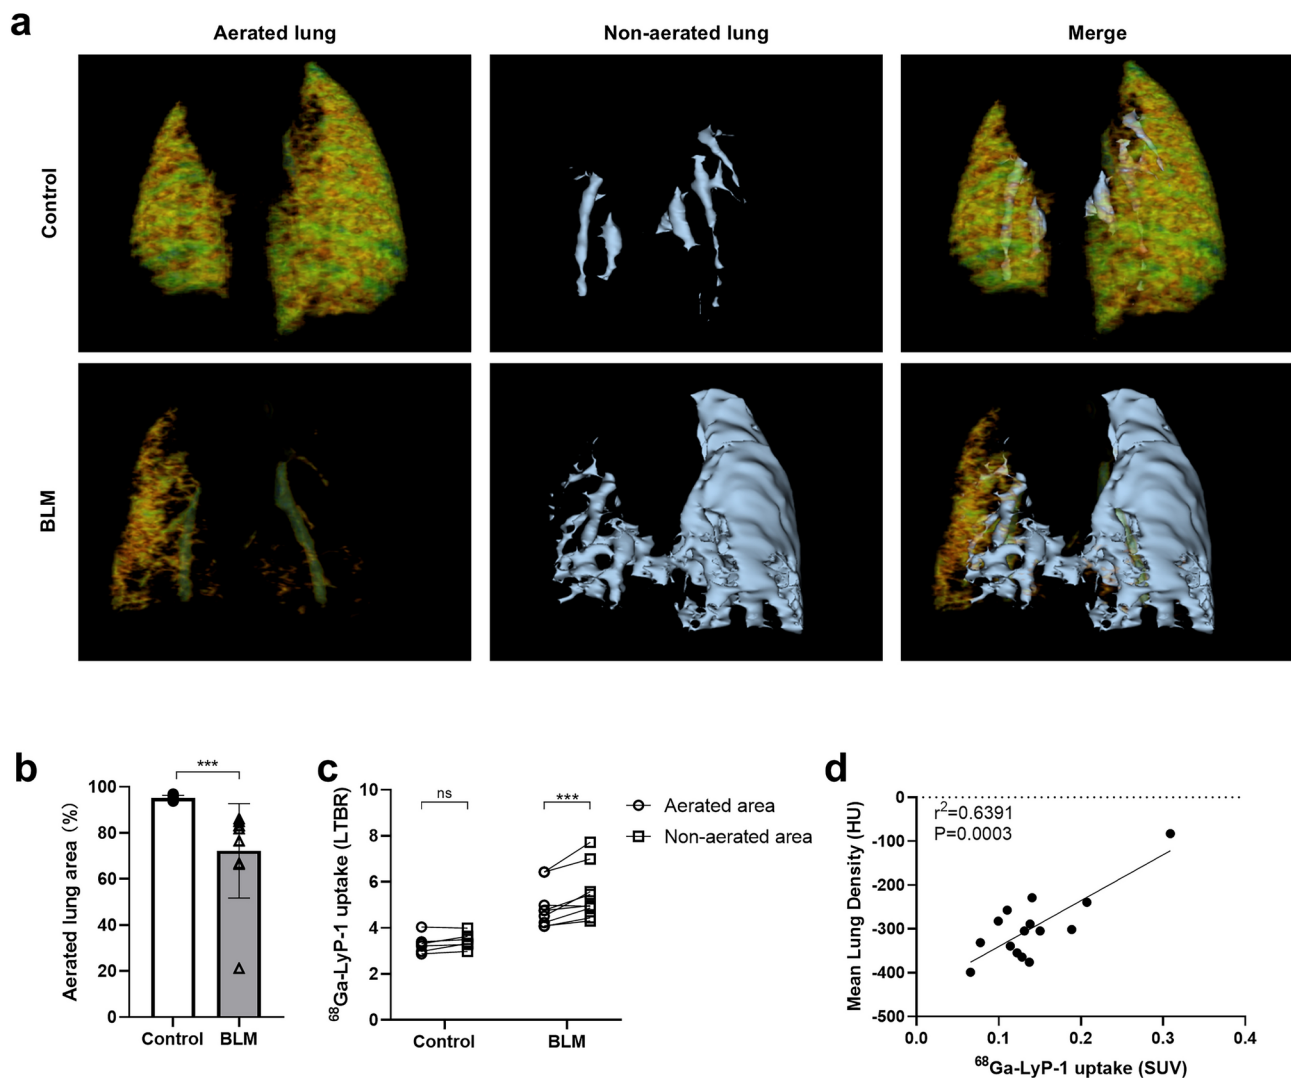 a
Aerated lung
Non-aerated lung
Merge
Control
BLM
b
Aerated lung area (%)
100
80
60
40
20
0
***
Control
BLM
c
⁶⁸Ga-LyP-1 uptake (LTBR)
10
8
6
4
2
0
ns
***
Control
BLM
Aerated area
Non-aerated area
d
Mean Lung Density (HU)
0
-100
-200
-300
-400
-500
r²=0.6391
P=0.0003
0.0
0.1
0.2
0.3
0.4
⁶⁸Ga-LyP-1 uptake (SUV)